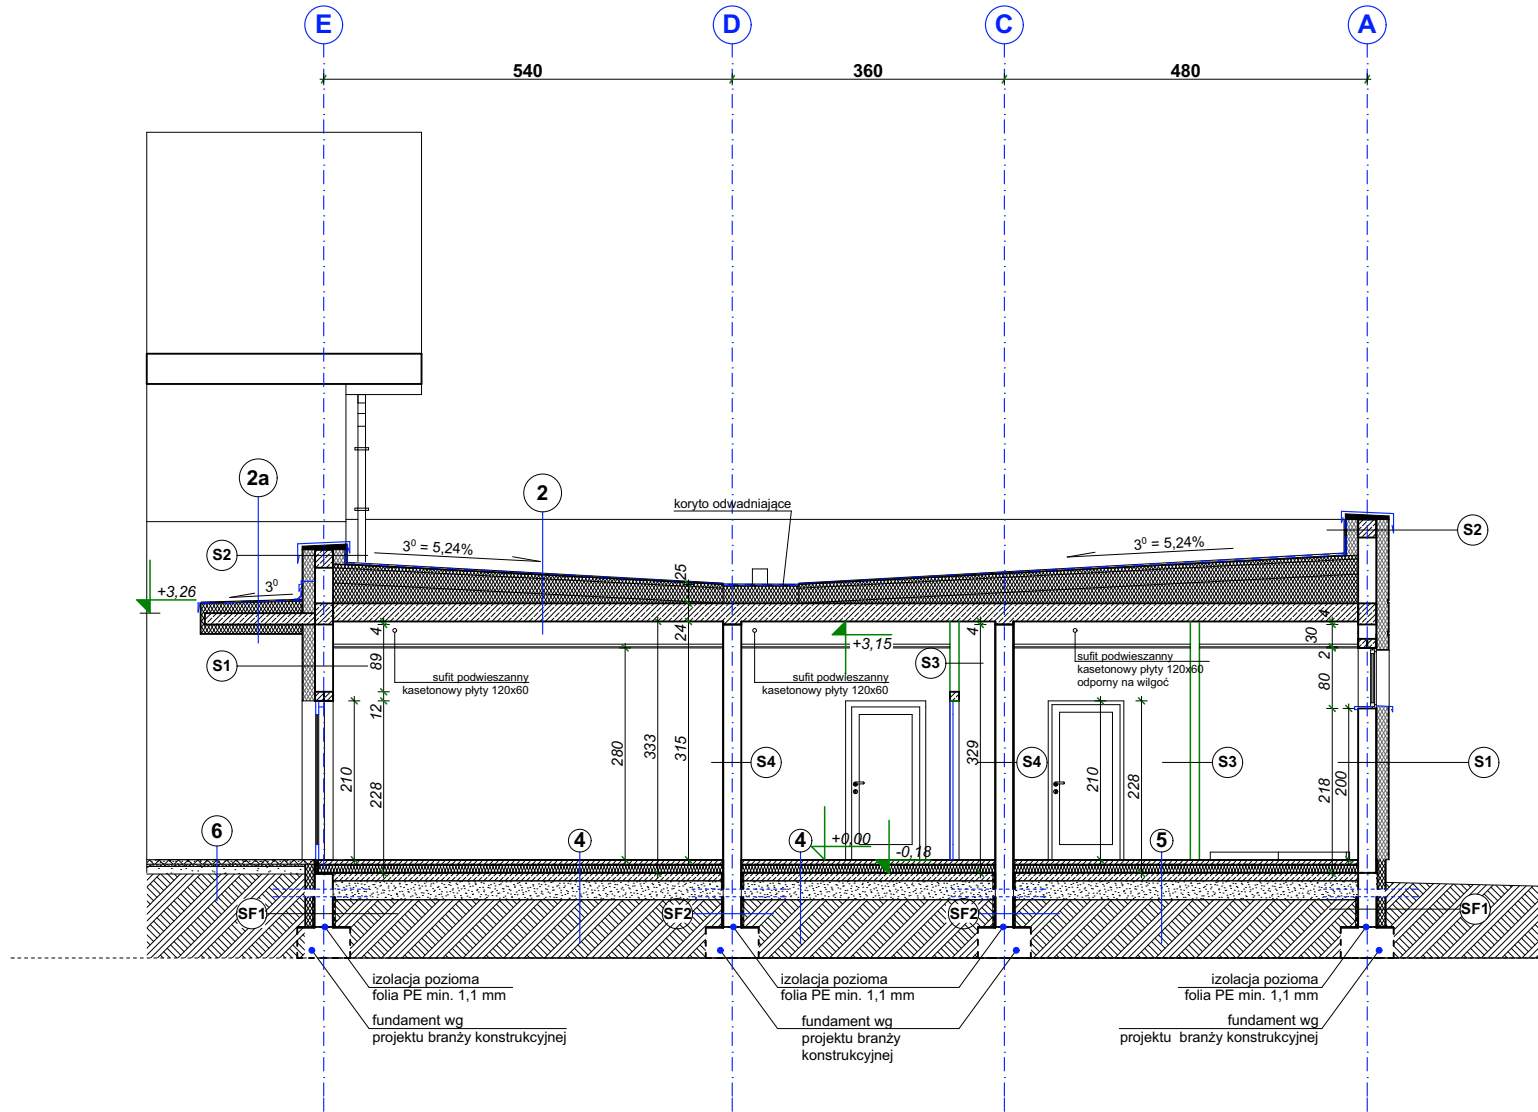 E
D
C
A
540
360
480
2a
2
koryto odwadniające
S2
3⁰ = 5,24%
3⁰ = 5,24%
S2
25
+3,26
3⁰
4
24
+3,15
4
4
30
2
S1
89
sufit podwieszanny
kasetonowy płyty 120x60
sufit podwieszanny
kasetonowy płyty 120x60
S3
sufit podwieszanny
kasetonowy płyty 120x60
odporny na wilgoć
80
12
210
228
280
333
315
S4
329
S4
210
228
S3
218
200
S1
6
4
4
+0,00
-0,18
5
SF1
SF2
SF2
SF1
izolacja pozioma
folia PE min. 1,1 mm
izolacja pozioma
folia PE min. 1,1 mm
izolacja pozioma
folia PE min. 1,1 mm
fundament wg
projektu branży konstrukcyjnej
fundament wg
projektu branży
konstrukcyjnej
fundament wg
projektu branży konstrukcyjnej